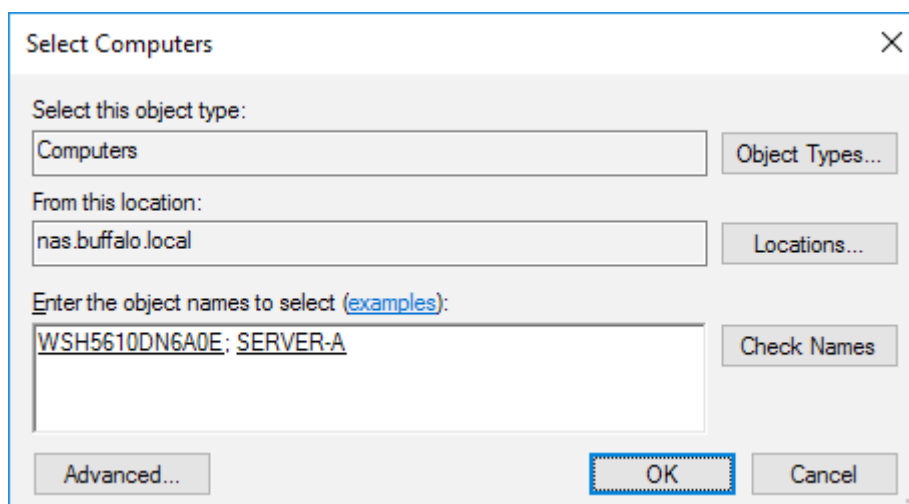 Select Computers
Select this object type:
Computers
Object Types...
From this location:
nas.buffalo.local
Locations...
Enter the object names to select (examples):
WSH5610DN6A0E; SERVER-A
Check Names
Advanced...
OK
Cancel